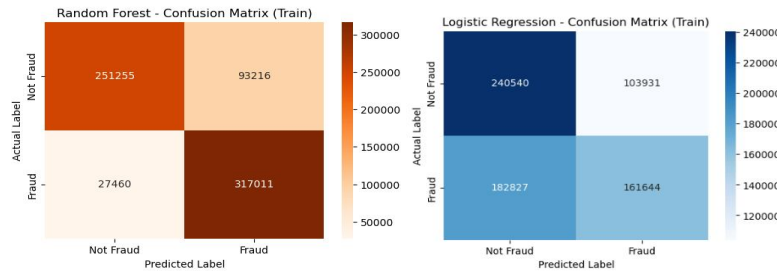 Random Forest - Confusion Matrix (Train)
Actual Label
Not Fraud
Fraud
251255
93216
27460
317011
Not Fraud
Fraud
Predicted Label
300000
250000
200000
150000
100000
50000
Logistic Regression - Confusion Matrix (Train)
Actual Label
Not Fraud
Fraud
240540
103931
182827
161644
Not Fraud
Fraud
Predicted Label
240000
220000
200000
180000
160000
140000
120000